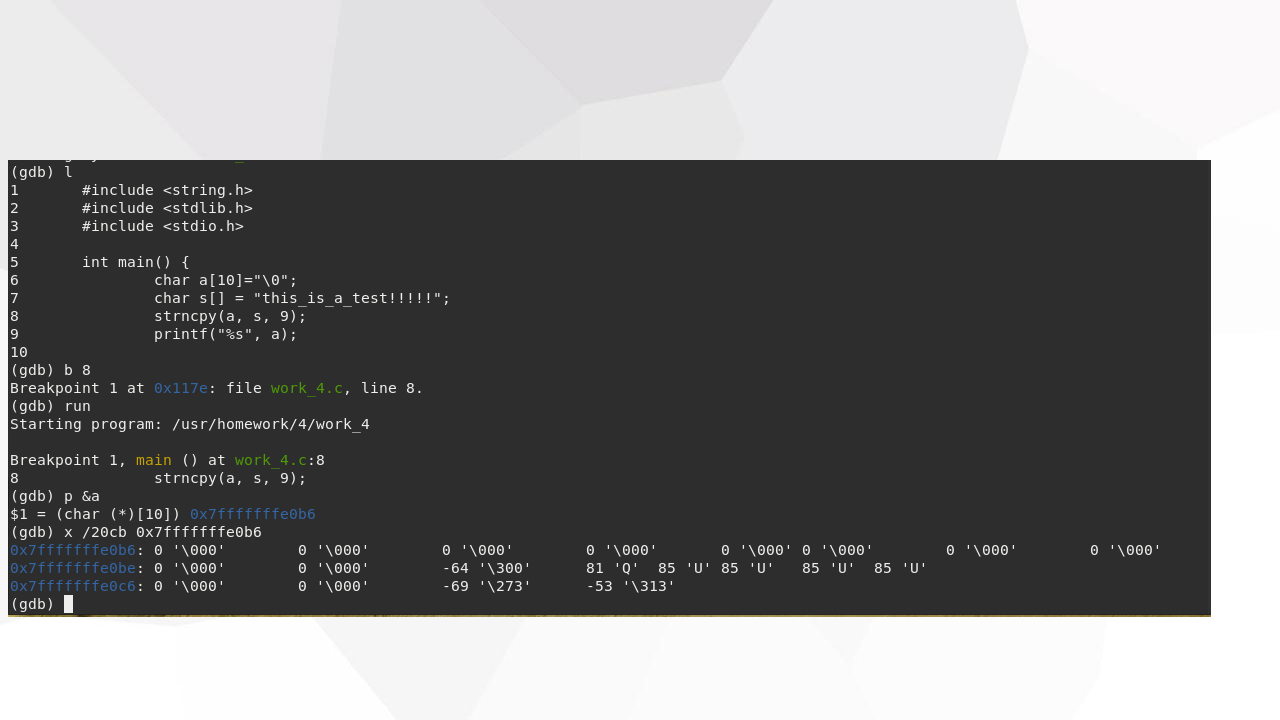 (gdb) l
1       #include <string.h>
2       #include <stdlib.h>
3       #include <stdio.h>
4
5       int main() {
6               char a[10]="\0";
7               char s[] = "this_is_a_test!!!!!";
8               strncpy(a, s, 9);
9               printf("%s", a);
10
(gdb) b 8
Breakpoint 1 at 0x117e: file work_4.c, line 8.
(gdb) run
Starting program: /usr/homework/4/work_4
Breakpoint 1, main () at work_4.c:8
8               strncpy(a, s, 9);
(gdb) p &a
$1 = (char (*)[10]) 0x7fffffffe0b6
(gdb) x /20cb 0x7fffffffe0b6
0x7fffffffe0b6: 0 '\000'        0 '\000'        0 '\000'        0 '\000'       0 '\000' 0 '\000'        0 '\000'        0 '\000'
0x7fffffffe0be: 0 '\000'        0 '\000'        -64 '\300'      81 'Q'  85 'U' 85 'U'   85 'U'  85 'U'
0x7fffffffe0c6: 0 '\000'        0 '\000'        -69 '\273'      -53 '\313'
(gdb)